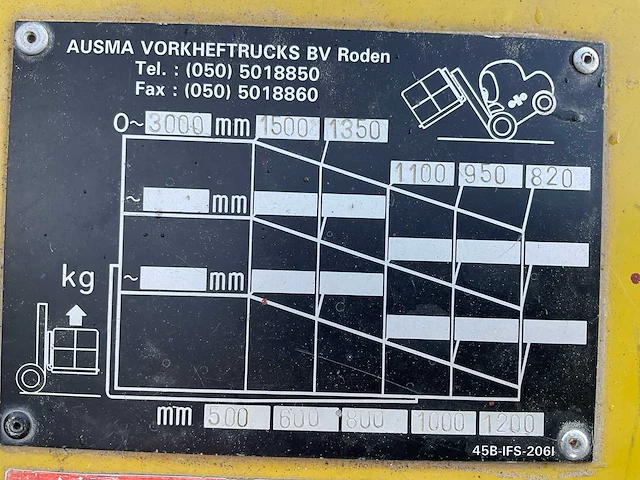 AUSMA VORKHEFTRUCKS BV Roden
Tel. : (050) 5018850
Fax : (050) 5018860
0~ 3000 mm 1500 1350
1100 950 820
~ mm
~ mm
kg
mm 500 600 800 1000 1200
45B-IFS-206I